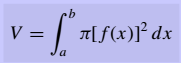 V = ∫_a^b π[f(x)]² dx